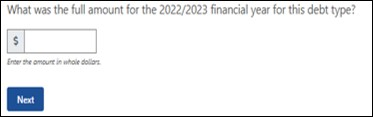 What was the full amount for the 2022/2023 financial year for this debt type?
$
Enter the amount in whole dollars.
Next